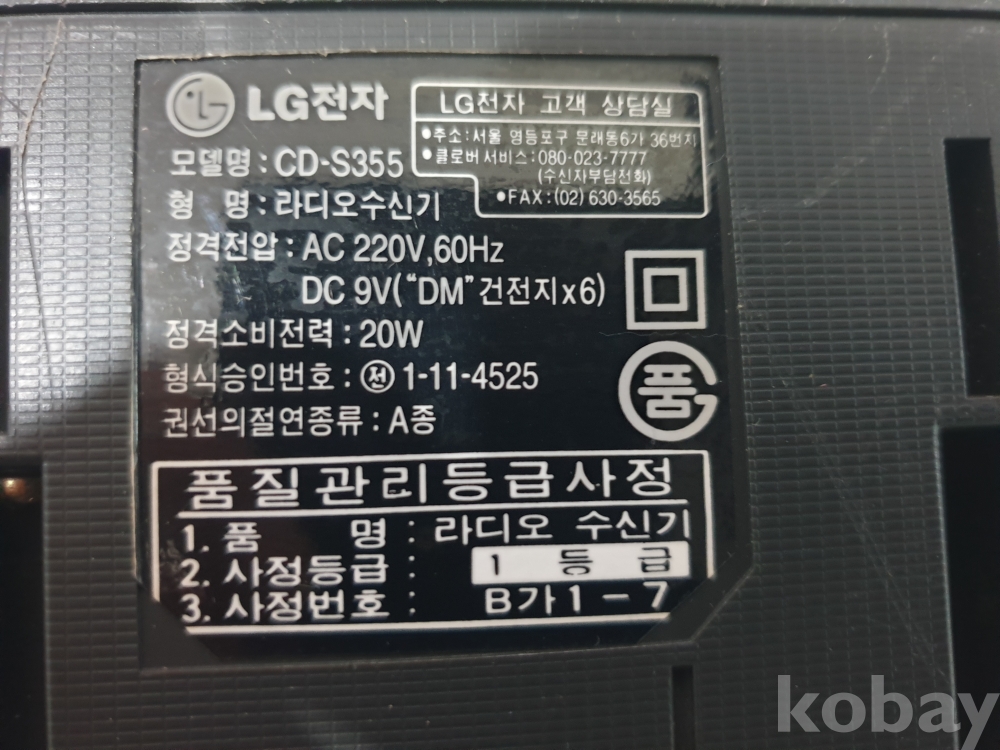 LG전자
LG전자 고객 상담실
•주소:서울 영등포구 문래동6가 36번지
•클로버서비스:080-023-7777
(수신자부담전화)
•FAX:(02)630-3565
모델명:CD-S355
형 명:라디오수신기
정격전압:AC 220V,60Hz
DC 9V("DM"건전지x6)
정격소비전력:20W
형식승인번호:㉄전 1-11-4525
권선의절연종류:A종
품
품질관리등급사정
1. 품 명 : 라디오 수신기
2. 사정등급 : 1 등 급
3. 사정번호 : B가1-7
kobay